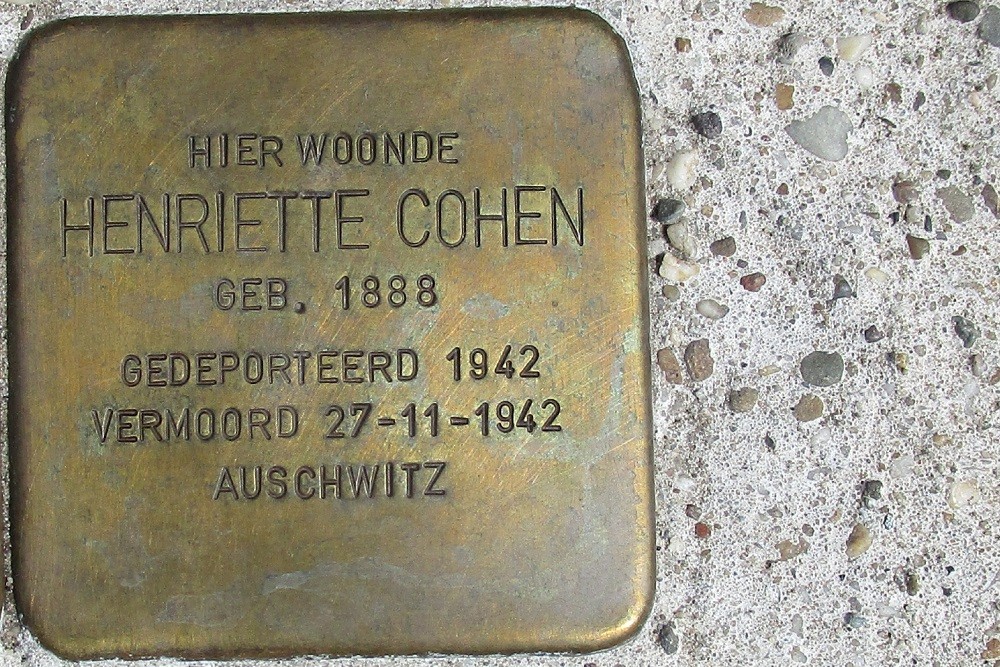 HIER WOONDE
HENRIETTE COHEN
GEB. 1888
GEDEPORTEERD 1942
VERMOORD 27-11-1942
AUSCHWITZ